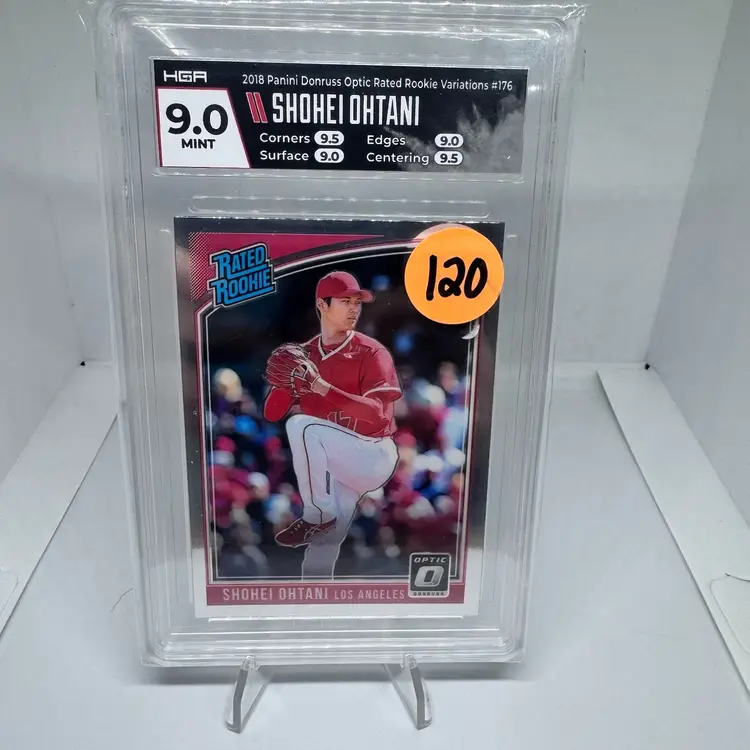 HGA
2018 Panini Donruss Optic Rated Rookie Variations #176
9.0
MINT
SHOHEI OHTANI
Corners 9.5 Edges 9.0
Surface 9.0 Centering 9.5
RATED
ROOKIE
120
17
OPTIC
DONRUSS
SHOHEI OHTANI LOS ANGELES